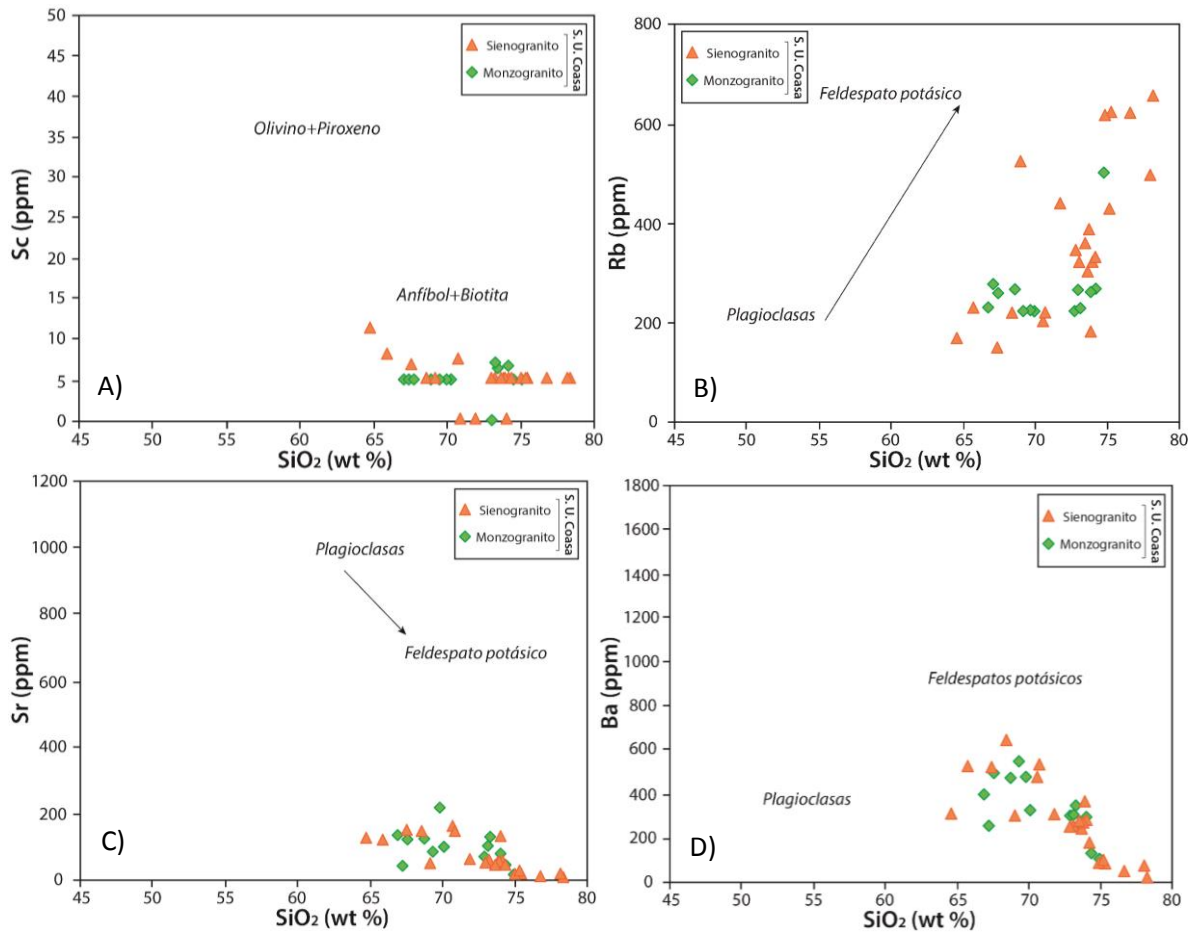 50
45
40
35
30
25
20
15
10
5
0
Sc (ppm)
45 50 55 60 65 70 75 80
SiO₂ (wt %)
Sienogranito
Monzogranito
S. U. Coasa
Olivino+Piroxeno
Anfíbol+Biotita
A)
800
600
400
200
0
Rb (ppm)
45 50 55 60 65 70 75 80
SiO₂ (wt %)
Sienogranito
Monzogranito
S. U. Coasa
Feldespato potásico
Plagioclasas
B)
1200
1000
800
600
400
200
0
Sr (ppm)
45 50 55 60 65 70 75 80
SiO₂ (wt %)
Sienogranito
Monzogranito
S. U. Coasa
Plagioclasas
Feldespato potásico
C)
1800
1600
1400
1200
1000
800
600
400
200
0
Ba (ppm)
45 50 55 60 65 70 75 80
SiO₂ (wt %)
Sienogranito
Monzogranito
S. U. Coasa
Feldespatos potásicos
Plagioclasas
D)